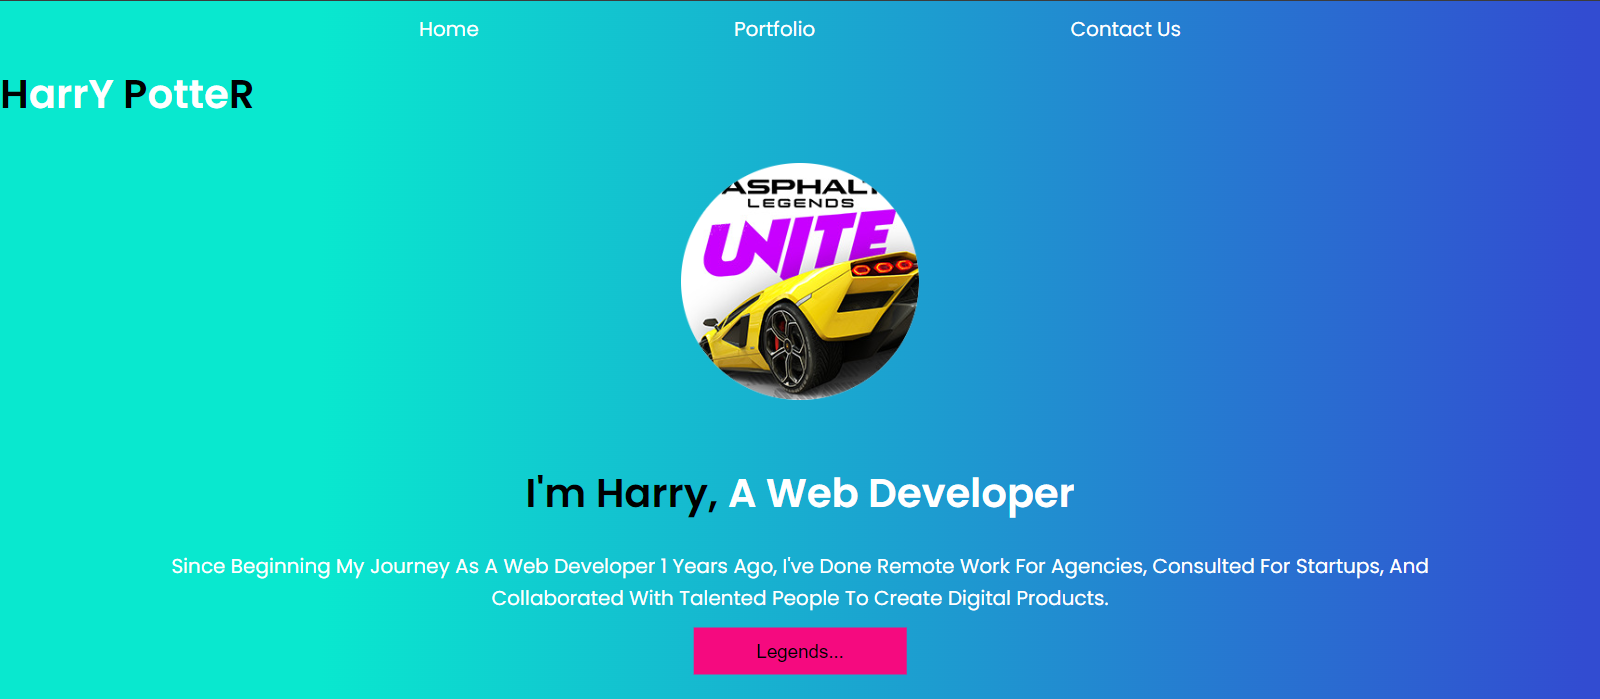 Home Portfolio Contact Us
HarrY PotteR
ASPHALT
LEGENDS
UNITE
I'm Harry, A Web Developer
Since Beginning My Journey As A Web Developer 1 Years Ago, I've Done Remote Work For Agencies, Consulted For Startups, And
Collaborated With Talented People To Create Digital Products.
Legends...